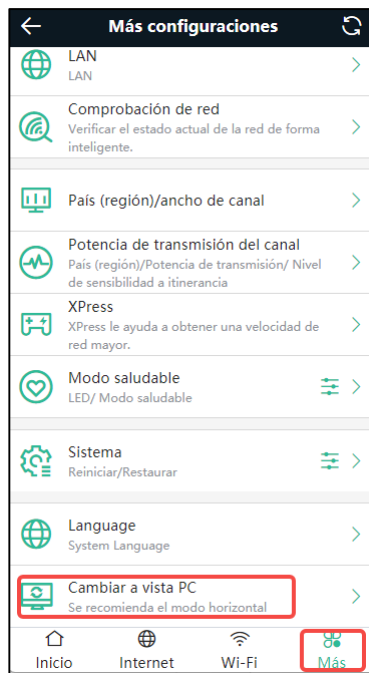 Más configuraciones
LAN
LAN
Comprobación de red
Verificar el estado actual de la red de forma
inteligente.
País (región)/ancho de canal
Potencia de transmisión del canal
País (región)/Potencia de transmisión/ Nivel
de sensibilidad a itinerancia
XPress
XPress le ayuda a obtener una velocidad de
red mayor.
Modo saludable
LED/ Modo saludable
Sistema
Reiniciar/Restaurar
Language
System Language
Cambiar a vista PC
Se recomienda el modo horizontal
Inicio Internet Wi-Fi Más